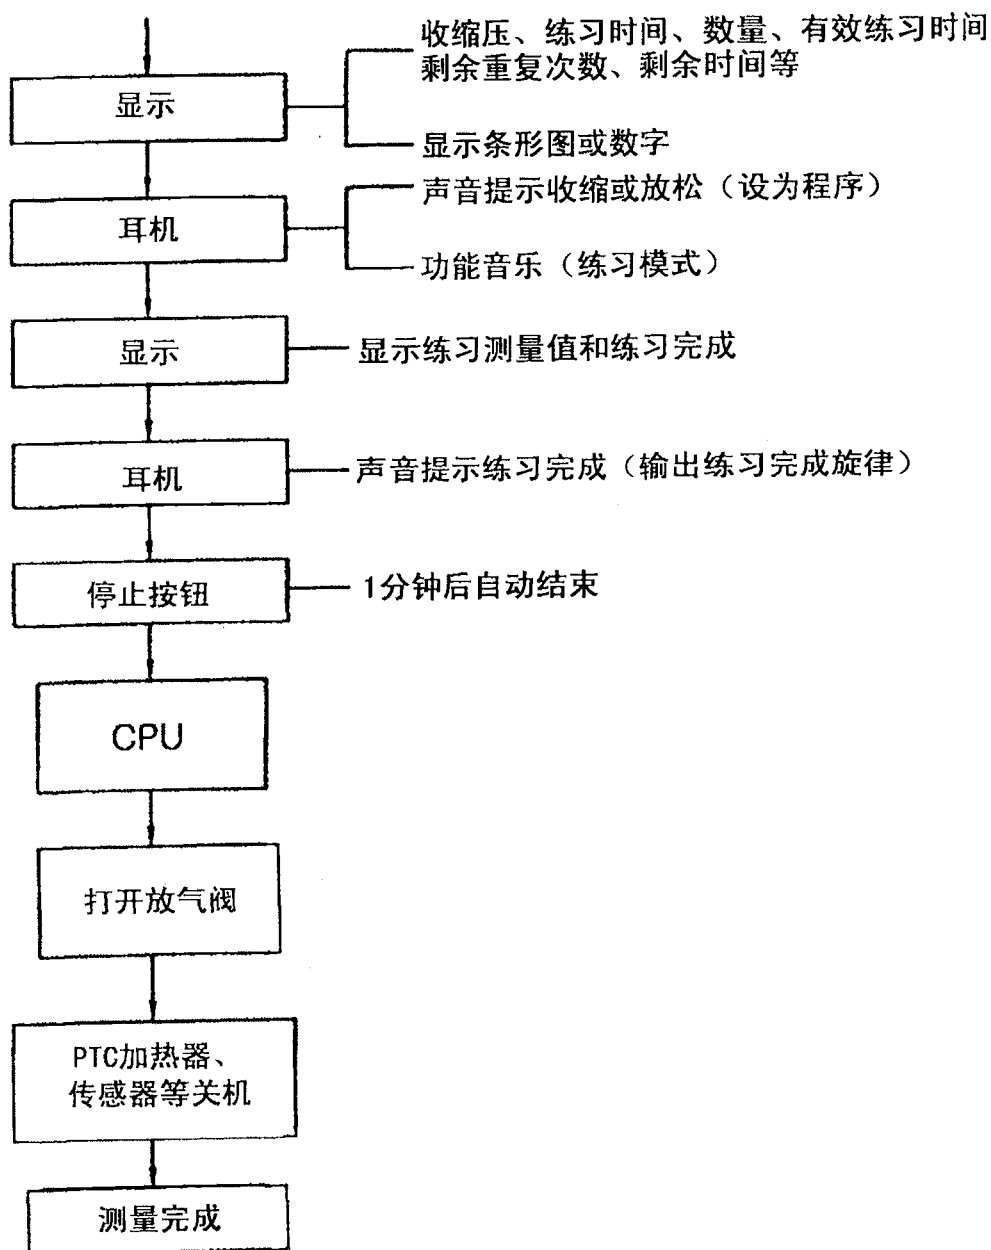 收缩压、练习时间、数量、有效练习时间
剩余重复次数、剩余时间等
显示
显示条形图或数字
声音提示收缩或放松（设为程序）
耳机
功能音乐（练习模式）
显示
显示练习测量值和练习完成
耳机
声音提示练习完成（输出练习完成旋律）
停止按钮
1分钟后自动结束
CPU
打开放气阀
PTC加热器、
传感器等关机
测量完成